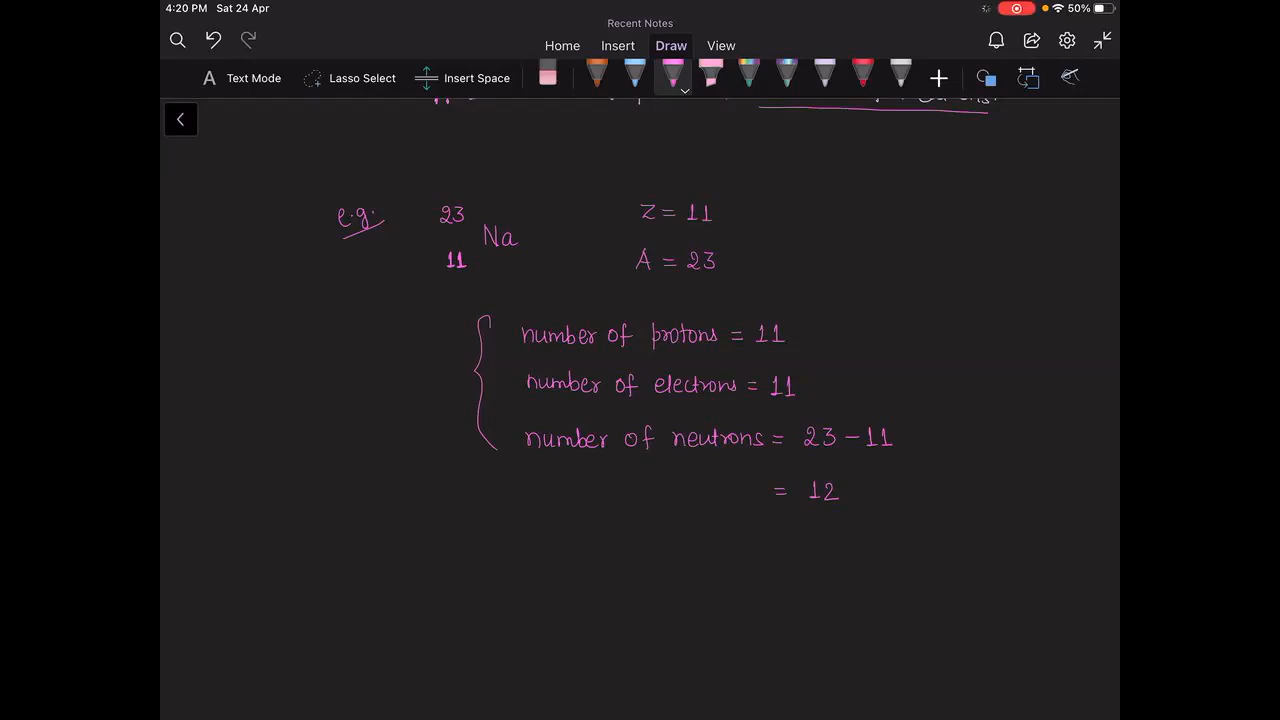 4:20 PM Sat 24 Apr
50%
Recent Notes
Home Insert Draw View
Text Mode Lasso Select Insert Space
e.g. 23 Z = 11
Na
11 A = 23
number of protons = 11
number of electrons = 11
number of neutrons = 23 - 11
= 12